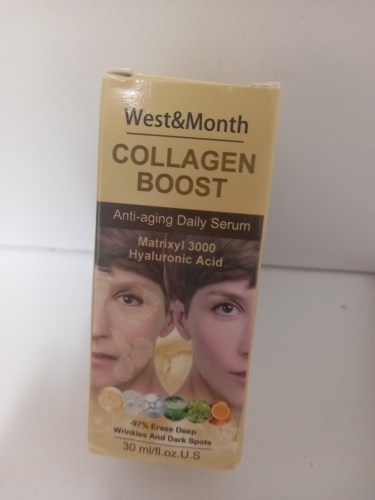 West&Month
COLLAGEN
BOOST
Anti-aging Daily Serum
Matrixyl 3000
Hyaluronic Acid
-97% Erase Deep
Wrinkles And Dark Spots
30 ml/fl.oz.U.S